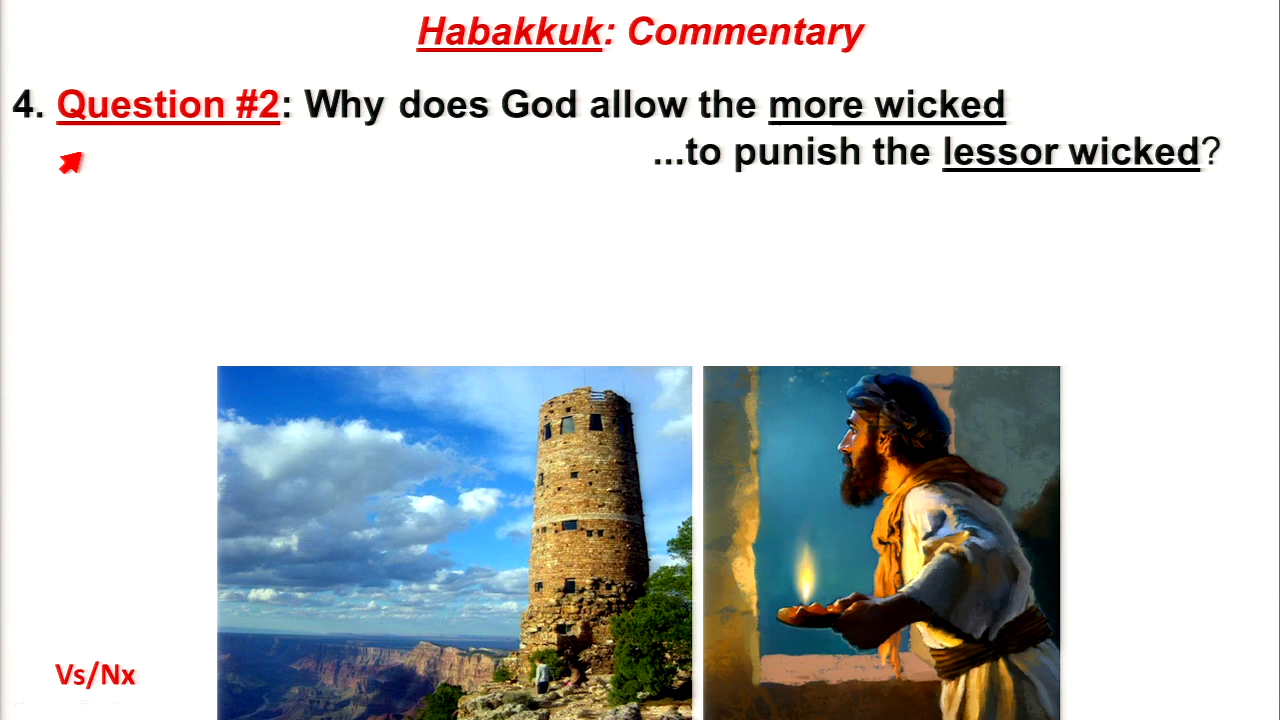 Habakkuk: Commentary
4. Question #2: Why does God allow the more wicked
...to punish the lessor wicked?
Vs/Nx